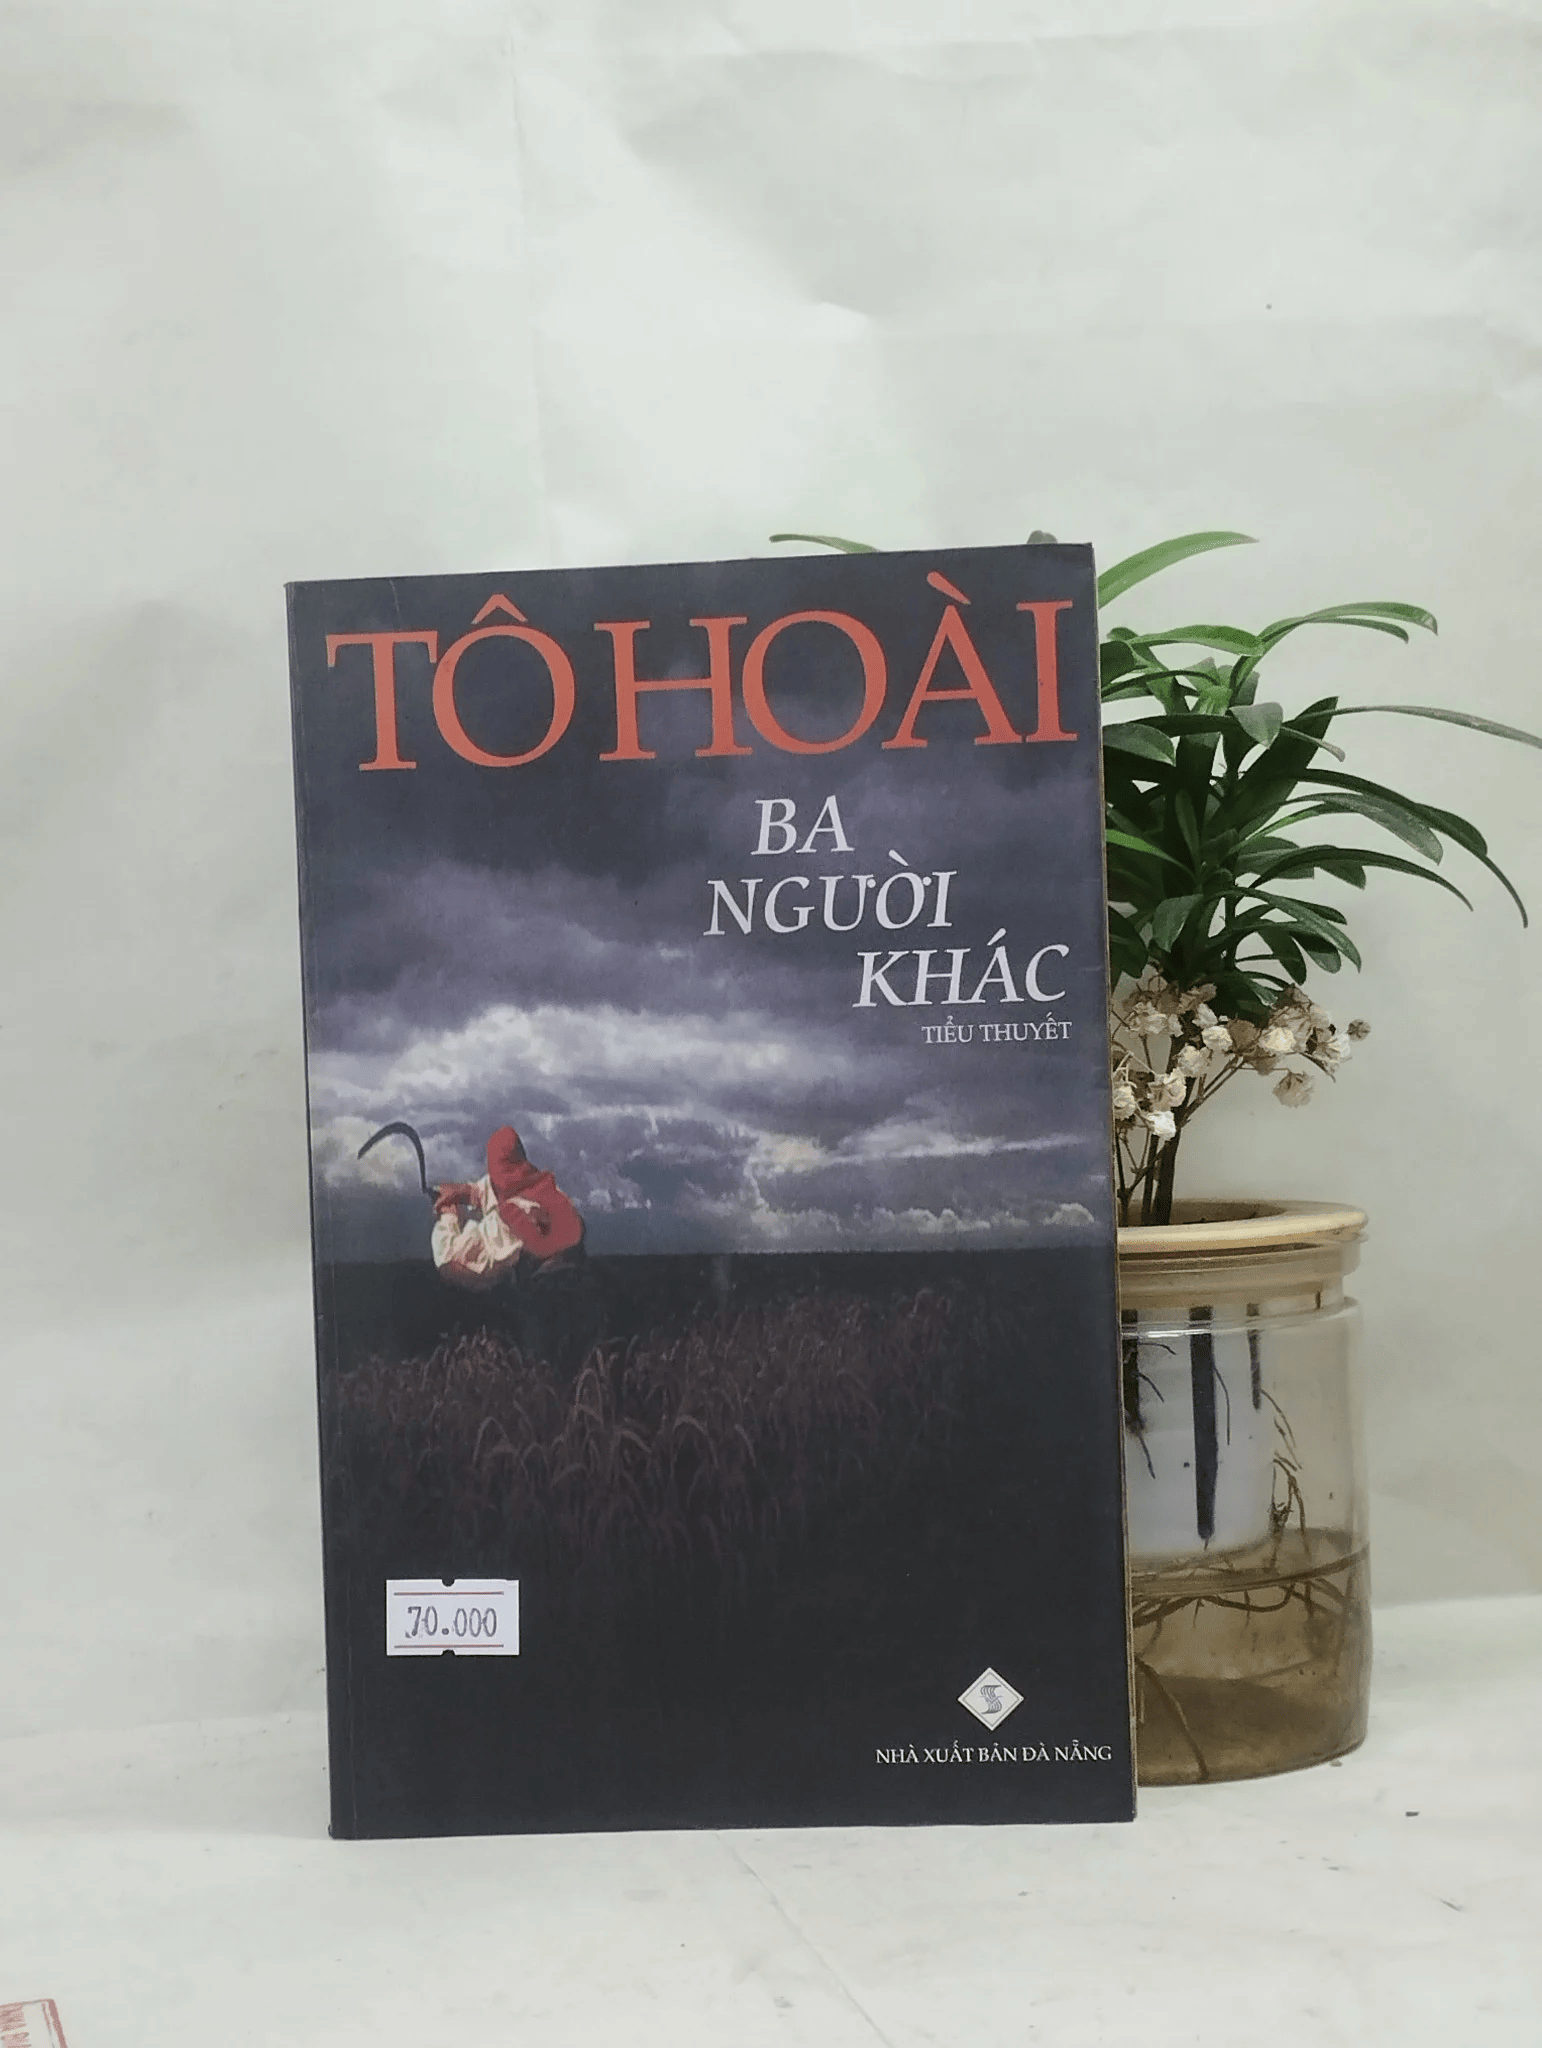 TÔ HOÀI
BA
NGƯỜI
KHÁC
TIỂU THUYẾT
70.000
NHÀ XUẤT BẢN ĐÀ NẴNG